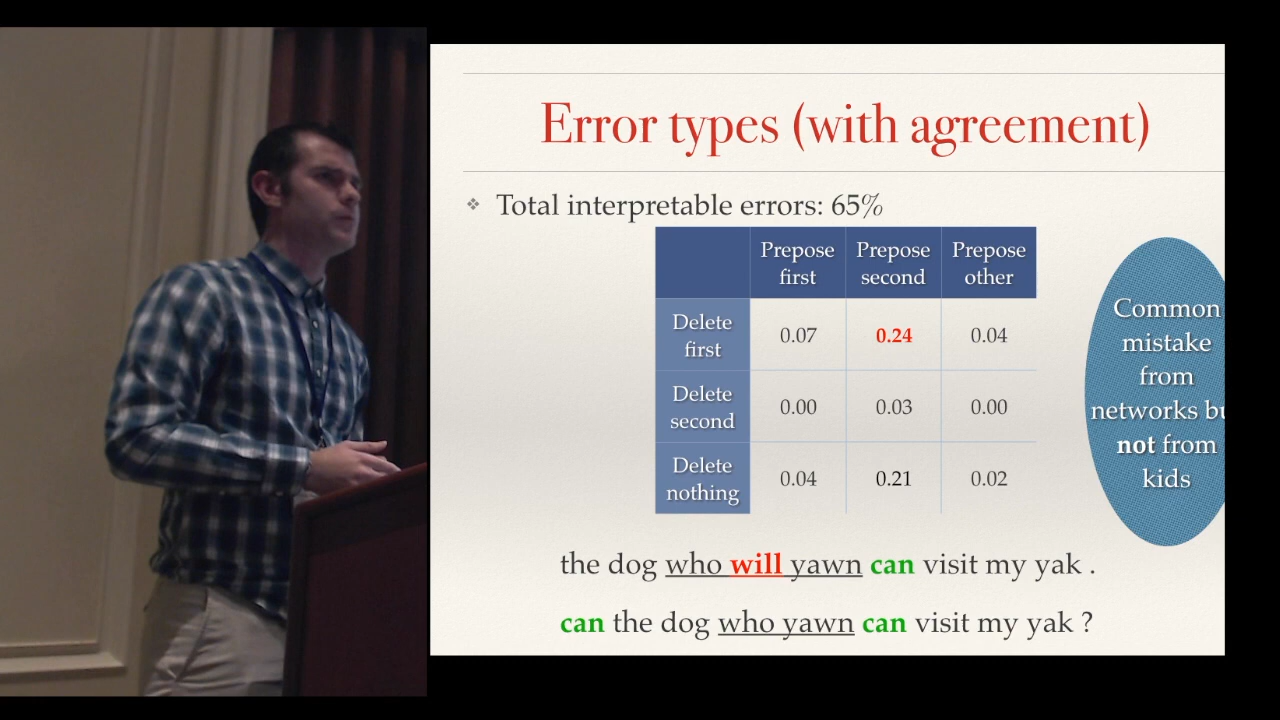 Error types (with agreement)
❖ Total interpretable errors: 65%
Prepose first
Prepose second
Prepose other
Delete first
0.07
0.24
0.04
Delete second
0.00
0.03
0.00
Delete nothing
0.04
0.21
0.02
Common
mistake
from
networks bu
not from
kids
the dog who will yawn can visit my yak .
can the dog who yawn can visit my yak ?